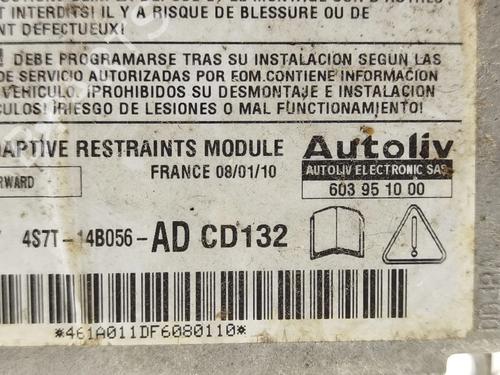 T INTERDITS! IL Y A RISQUE DE BLESSURE OU DE
NT DEFECTUEUX!
DEBE PROGRAMARSE TRAS SU INSTALACION SEGUN LAS
DE SERVICIO AUTORIZADAS POR EOM.CONTIENE INFORMACION
VEHICULO. ¡PROHIBIDOS SU DESMONTAJE E INSTALACION
CULOS! ¡RIESGO DE LESIONES O MAL FUNCIONAMIENTO!
APTIVE RESTRAINTS MODULE
FRANCE 08/01/10
Autoliv
AUTOLIV ELECTRONIC SAS
603 95 10 00
RWARD
4S7T-14B056-AD CD132
*461A011DF6080110*